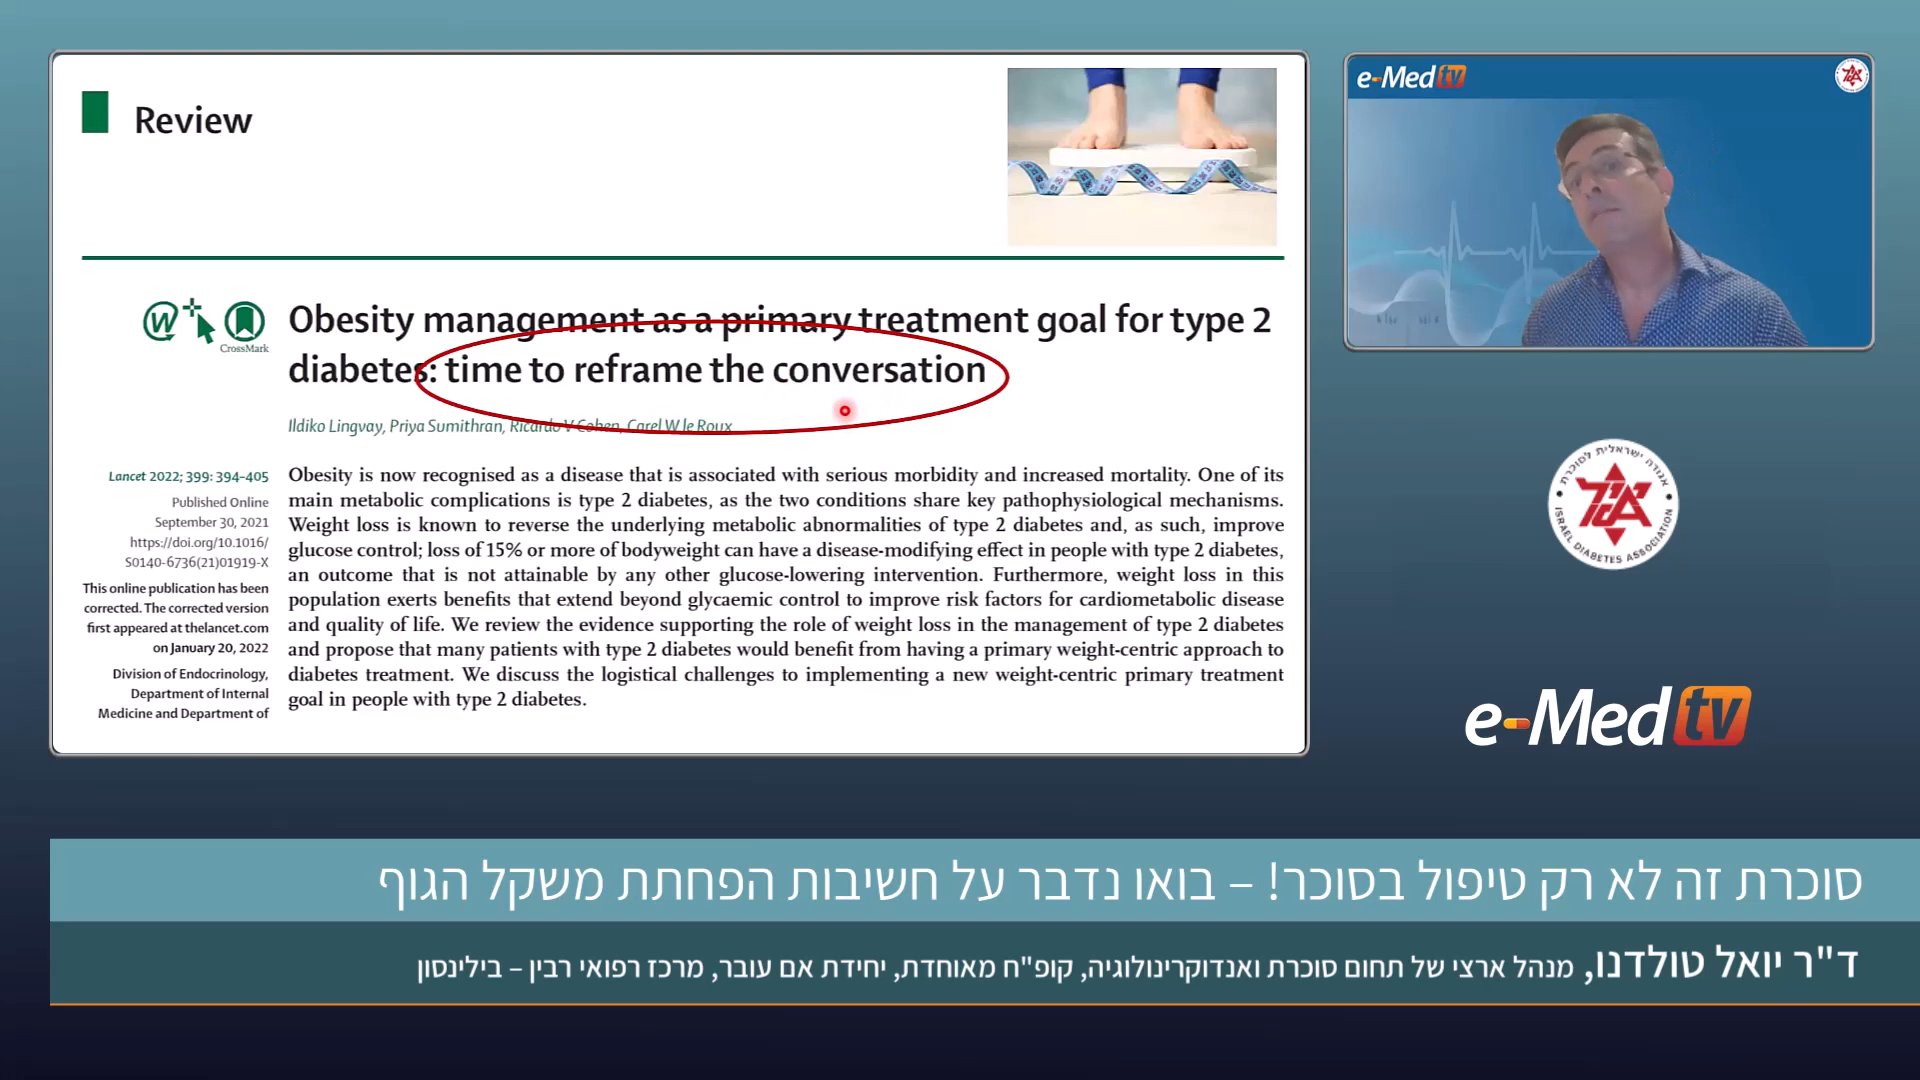 Review
Obesity management as a primary treatment goal for type 2
diabetes: time to reframe the conversation
CrossMark
Ildiko Lingvay, Priya Sumithran, Ricardo V Cohen, Carel W le Roux
Lancet 2022; 399: 394-405
Published Online
September 30, 2021
https://doi.org/10.1016/
S0140-6736(21)01919-X
This online publication has been
corrected. The corrected version
first appeared at thelancet.com
on January 20, 2022
Division of Endocrinology,
Department of Internal
Medicine and Department of
Obesity is now recognised as a disease that is associated with serious morbidity and increased mortality. One of its
main metabolic complications is type 2 diabetes, as the two conditions share key pathophysiological mechanisms.
Weight loss is known to reverse the underlying metabolic abnormalities of type 2 diabetes and, as such, improve
glucose control; loss of 15% or more of bodyweight can have a disease-modifying effect in people with type 2 diabetes,
an outcome that is not attainable by any other glucose-lowering intervention. Furthermore, weight loss in this
population exerts benefits that extend beyond glycaemic control to improve risk factors for cardiometabolic disease
and quality of life. We review the evidence supporting the role of weight loss in the management of type 2 diabetes
and propose that many patients with type 2 diabetes would benefit from having a primary weight-centric approach to
diabetes treatment. We discuss the logistical challenges to implementing a new weight-centric primary treatment
goal in people with type 2 diabetes.
e-Med tv
אגודה ישראלית לסוכרת
איל
ISRAEL DIABETES ASSOCIATION
e-Med tv
סוכרת זה לא רק טיפול בסוכר! – בואו נדבר על חשיבות הפחתת משקל הגוף
ד"ר יואל טולדנו, מנהל ארצי של תחום סוכרת ואנדוקרינולוגיה, קופ"ח מאוחדת, יחידת אם עובר, מרכז רפואי רבין – בילינסון